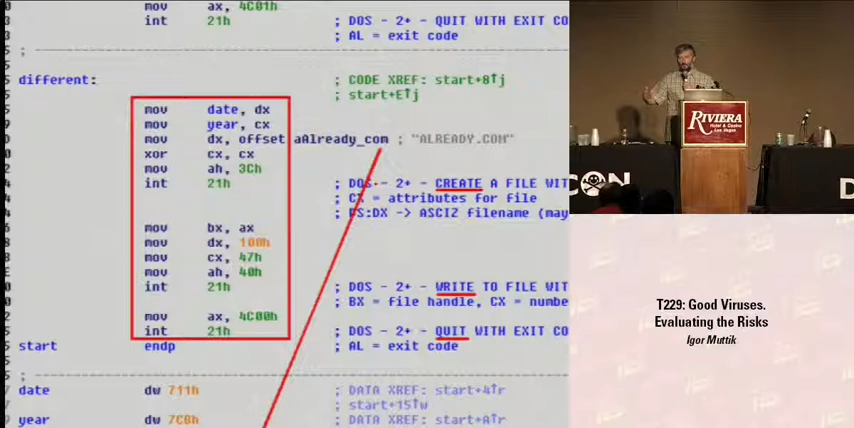 mov ax, 4C01h
int 21h ; DOS - 2+ - QUIT WITH EXIT CO
; AL = exit code
different: ; CODE XREF: start+8↑j
; start+E↑j
mov date, dx
mov year, cx
mov dx, offset aAlready_com ; "ALREADY.COM"
xor cx, cx
mov ah, 3Ch
int 21h ; DOS - 2+ - CREATE A FILE WIT
; CX = attributes for file
; DS:DX -> ASCIZ filename (may
mov bx, ax
mov dx, 100h
mov cx, 47h
mov ah, 40h
int 21h ; DOS - 2+ - WRITE TO FILE WIT
; BX = file handle, CX = numbe
mov ax, 4C00h
int 21h ; DOS - 2+ - QUIT WITH EXIT CO
start endp ; AL = exit code
date dw 711h ; DATA XREF: start+4↑r
; start+15↑w
year dw 7CBh ; DATA XREF: start+A↑r
RIVIERA
Hotel & Casino
Las Vegas
CON
DE
T229: Good Viruses.
Evaluating the Risks
Igor Muttik